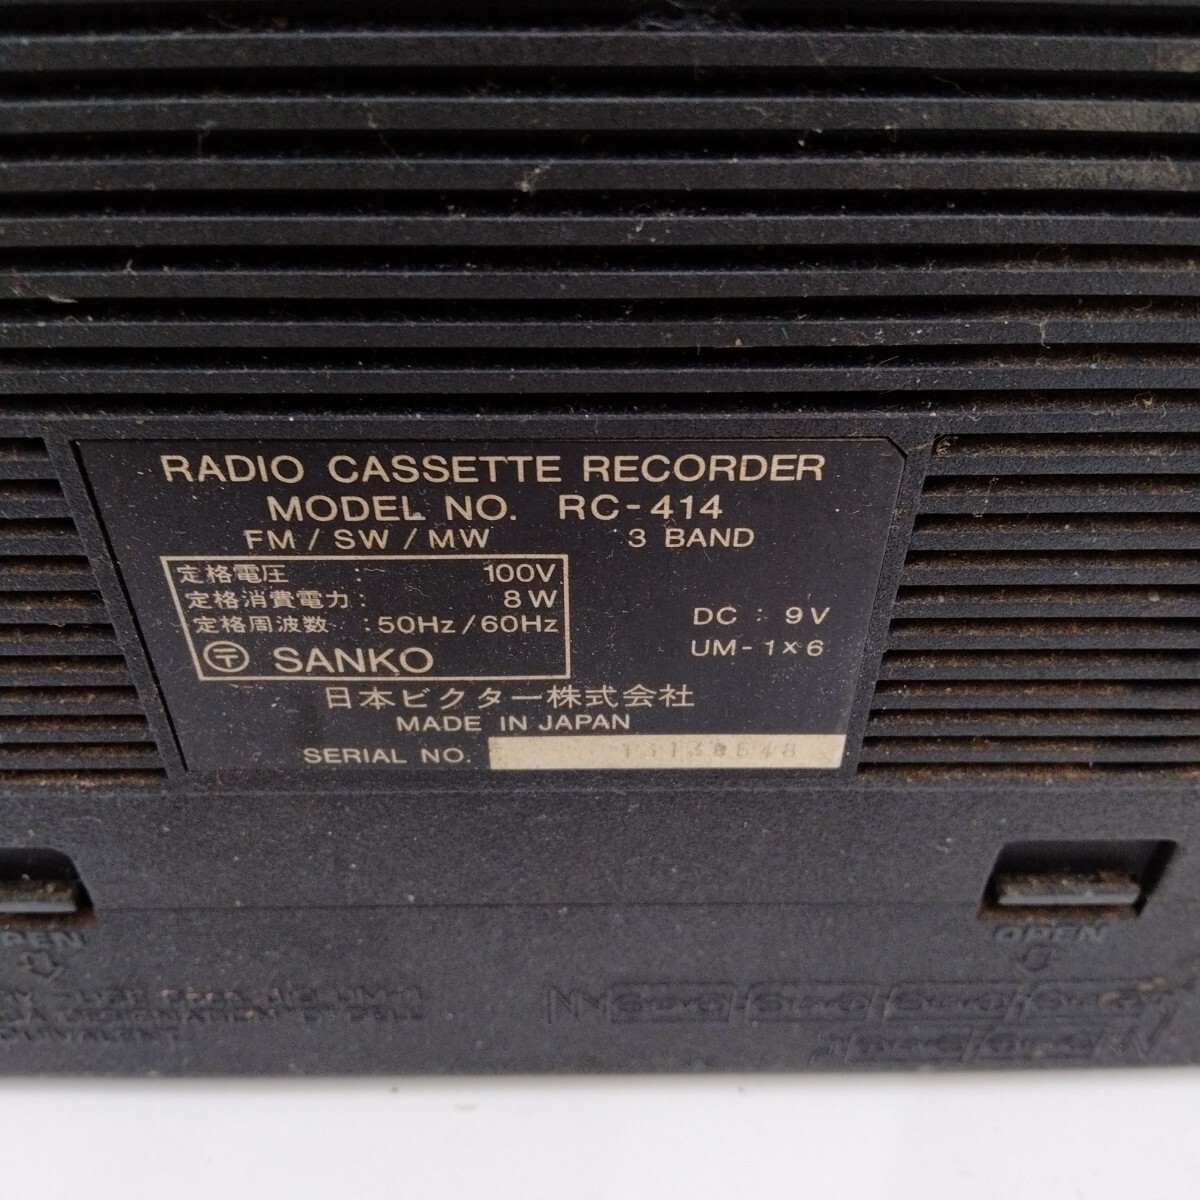 RADIO CASSETTE RECORDER
MODEL NO. RC-414
FM / SW / MW 3 BAND
定格電圧 : 100V
定格消費電力 : 8W
定格周波数 : 50Hz/60Hz
〒 SANKO
DC : 9V
UM-1×6
日本ビクター株式会社
MADE IN JAPAN
SERIAL NO.
OPEN